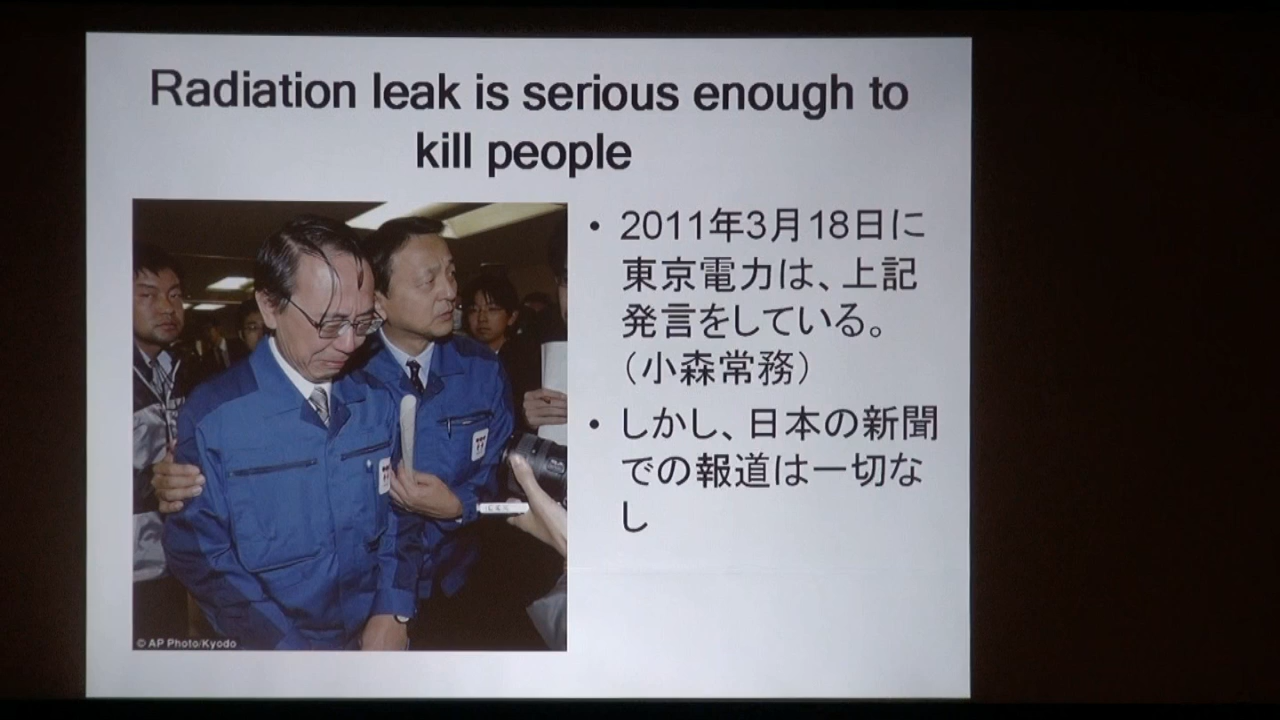 Radiation leak is serious enough to
kill people
• 2011年3月18日に
東京電力は、上記
発言をしている。
（小森常務）
• しかし、日本の新聞
での報道は一切な
し
© AP Photo/Kyodo